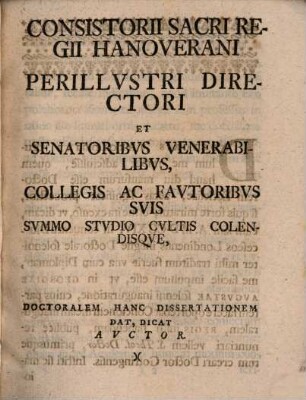 CONSISTORII SACRI RE-
GII HANOVERANI
PERILLVSTRI DIRE-
CTORI
ET
SENATORIBVS VENERABI-
LIBVS,
COLLEGIS AC FAVTORIBVS
SVIS
SVMMO STVDIO CVLTIS COLEN-
DISQVE,
DOCTORALEM HANC DISSERTATIONEM
DAT, DICAT
AVCTOR
X